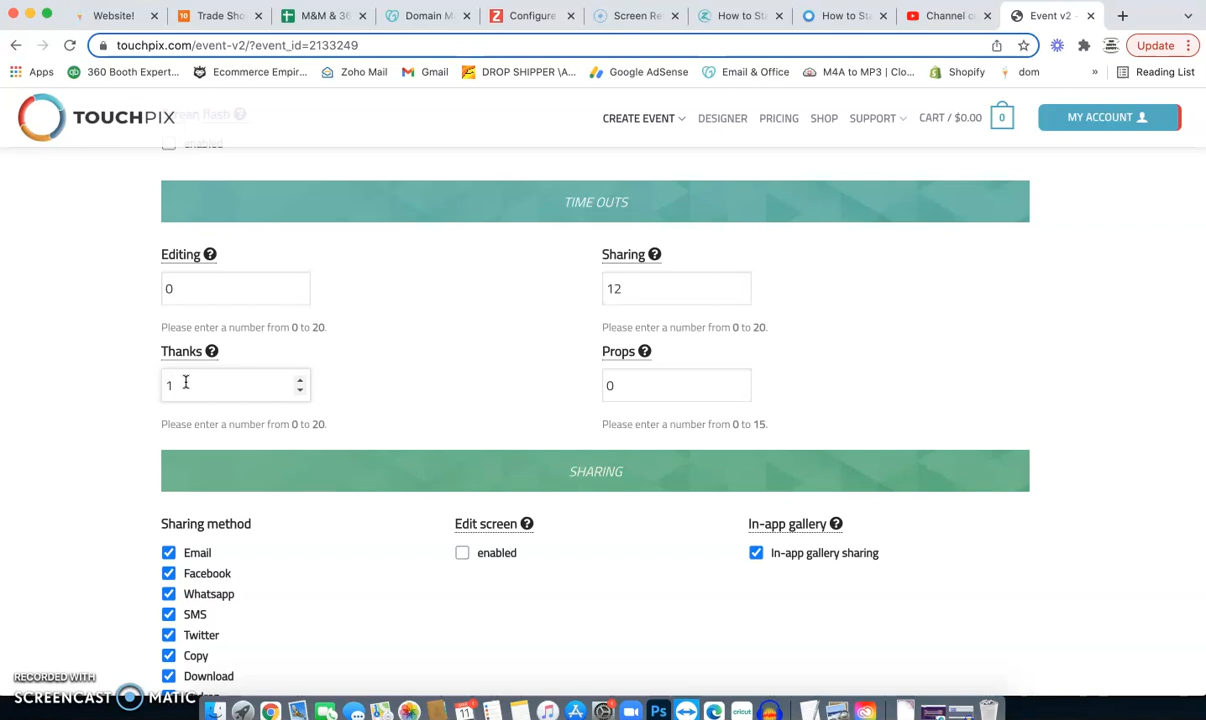 Website!
Trade Sho
M&M & 36
Domain M
Configure
Screen Re
How to Sta
How to Sta
Channel c
Event v2
touchpix.com/event-v2/?event_id=2133249
Update
Apps
360 Booth Expert...
Ecommerce Empir...
Zoho Mail
Gmail
DROP SHIPPER \A...
Google AdSense
Email & Office
M4A to MP3 | Clo...
Shopify
dom
»
Reading List
TOUCHPIX
CREATE EVENT
DESIGNER
PRICING
SHOP
SUPPORT
CART / $0.00
0
MY ACCOUNT
Screen flash
enabled
TIME OUTS
Editing
Sharing
0
12
Please enter a number from 0 to 20.
Please enter a number from 0 to 20.
Thanks
Props
1
0
Please enter a number from 0 to 20.
Please enter a number from 0 to 15.
SHARING
Sharing method
Edit screen
In-app gallery
Email
enabled
In-app gallery sharing
Facebook
Whatsapp
SMS
Twitter
Copy
Download
RECORDED WITH
SCREENCAST MATIC